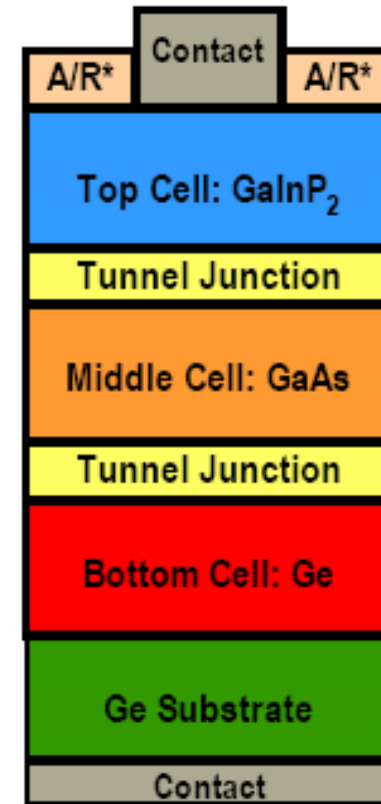 Contact
A/R* A/R*
Top Cell: GaInP₂
Tunnel Junction
Middle Cell: GaAs
Tunnel Junction
Bottom Cell: Ge
Ge Substrate
Contact